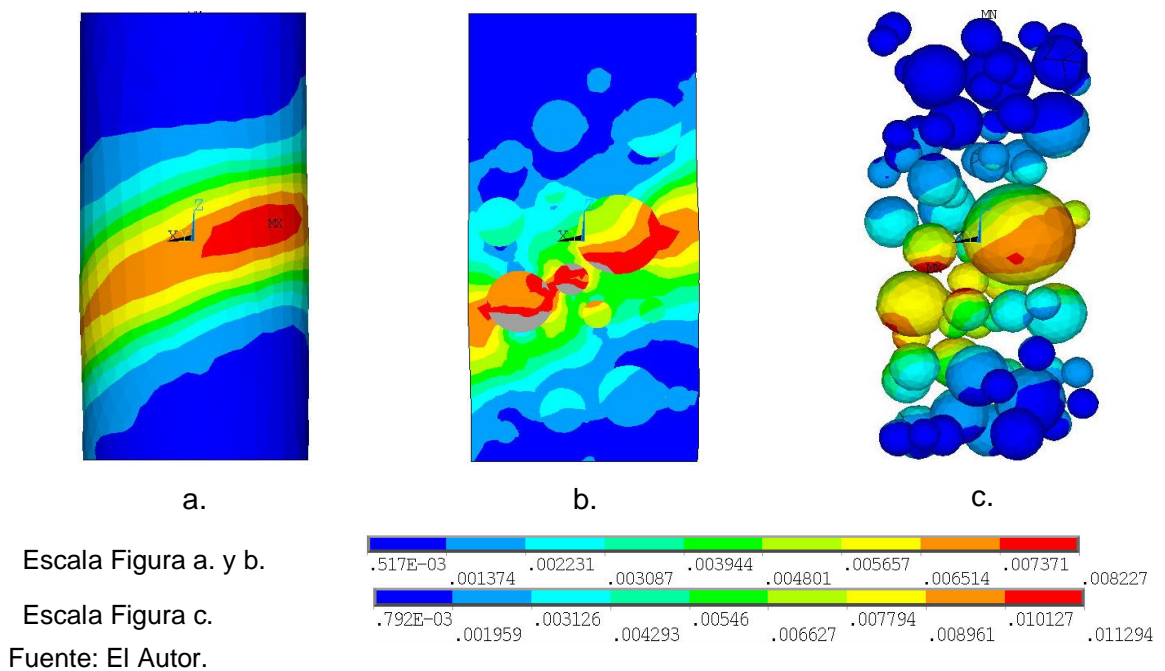 MN
Z
X
MX
Z
X
MN
a.
b.
c.
Escala Figura a. y b.
.517E-03 .002231 .003944 .005657 .007371
.001374 .003087 .004801 .006514 .008227
Escala Figura c.
.792E-03 .003126 .00546 .007794 .010127
.001959 .004293 .006627 .008961 .011294
Fuente: El Autor.